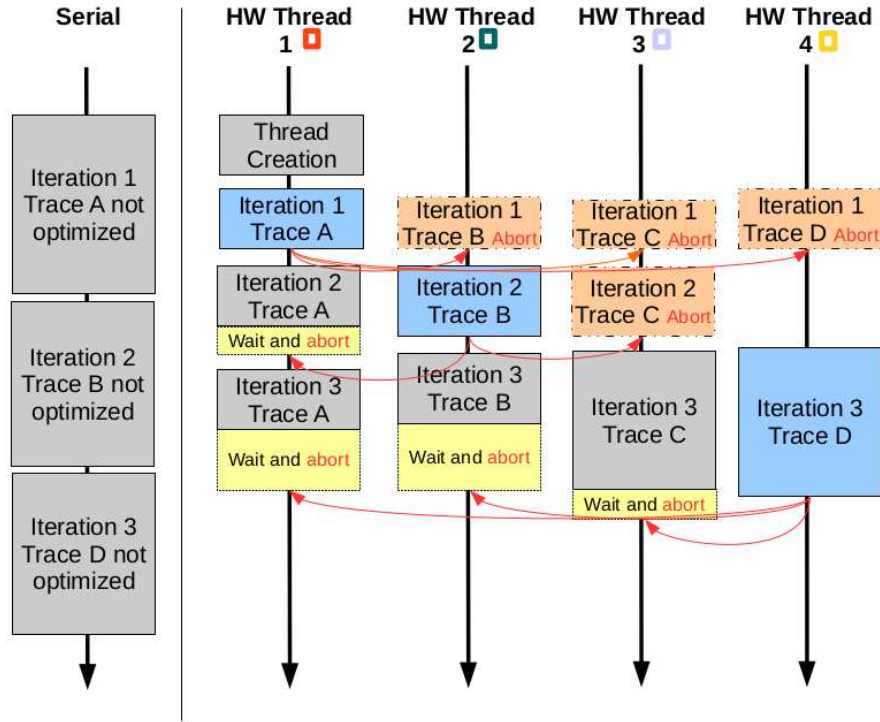 Serial
HW Thread
1
HW Thread
2
HW Thread
3
HW Thread
4
Iteration 1
Trace A not
optimized
Iteration 2
Trace B not
optimized
Iteration 3
Trace D not
optimized
Thread
Creation
Iteration 1
Trace A
Iteration 2
Trace A
Wait and abort
Iteration 3
Trace A
Wait and abort
Iteration 1
Trace B Abort
Iteration 2
Trace B
Iteration 3
Trace B
Wait and abort
Iteration 1
Trace C Abort
Iteration 2
Trace C Abort
Iteration 3
Trace C
Wait and abort
Iteration 1
Trace D Abort
Iteration 3
Trace D